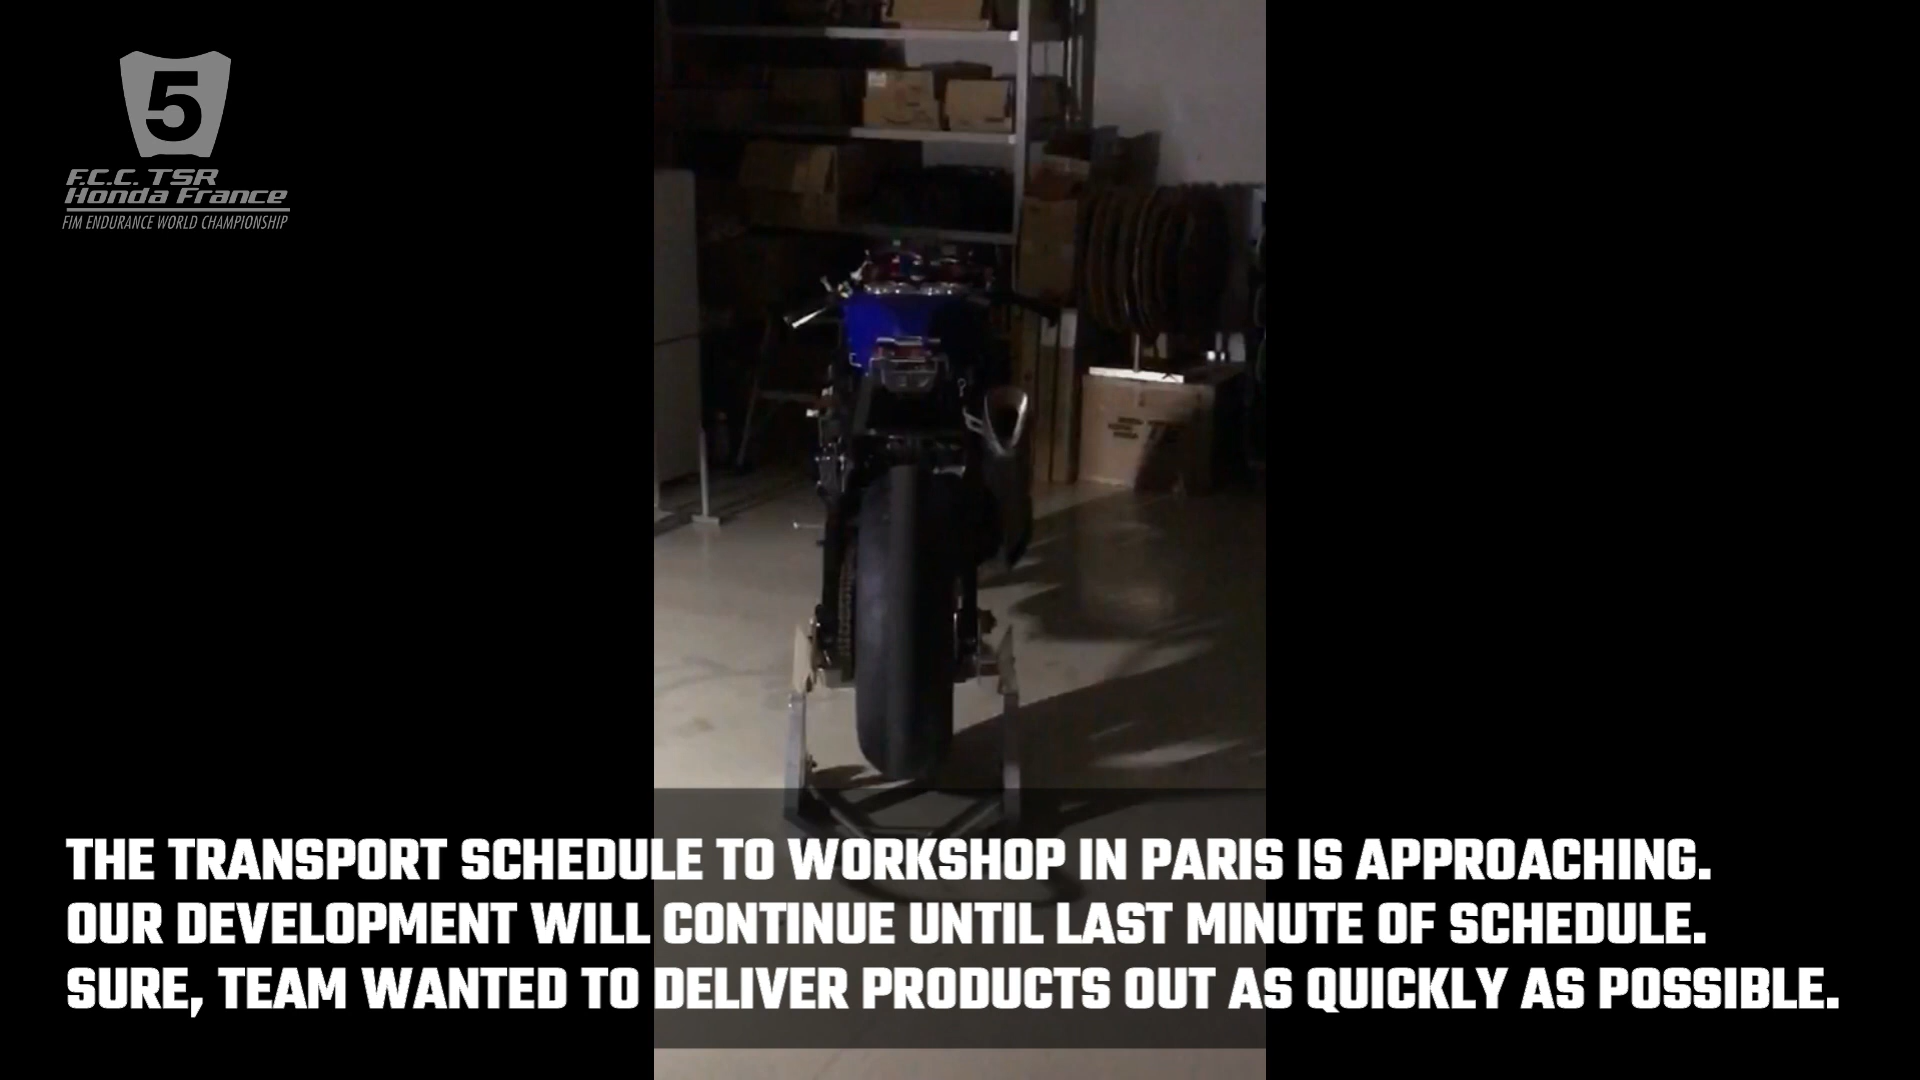 5
F.C.C. TSR
Honda France
FIM ENDURANCE WORLD CHAMPIONSHIP
THE TRANSPORT SCHEDULE TO WORKSHOP IN PARIS IS APPROACHING.
OUR DEVELOPMENT WILL CONTINUE UNTIL LAST MINUTE OF SCHEDULE.
SURE, TEAM WANTED TO DELIVER PRODUCTS OUT AS QUICKLY AS POSSIBLE.